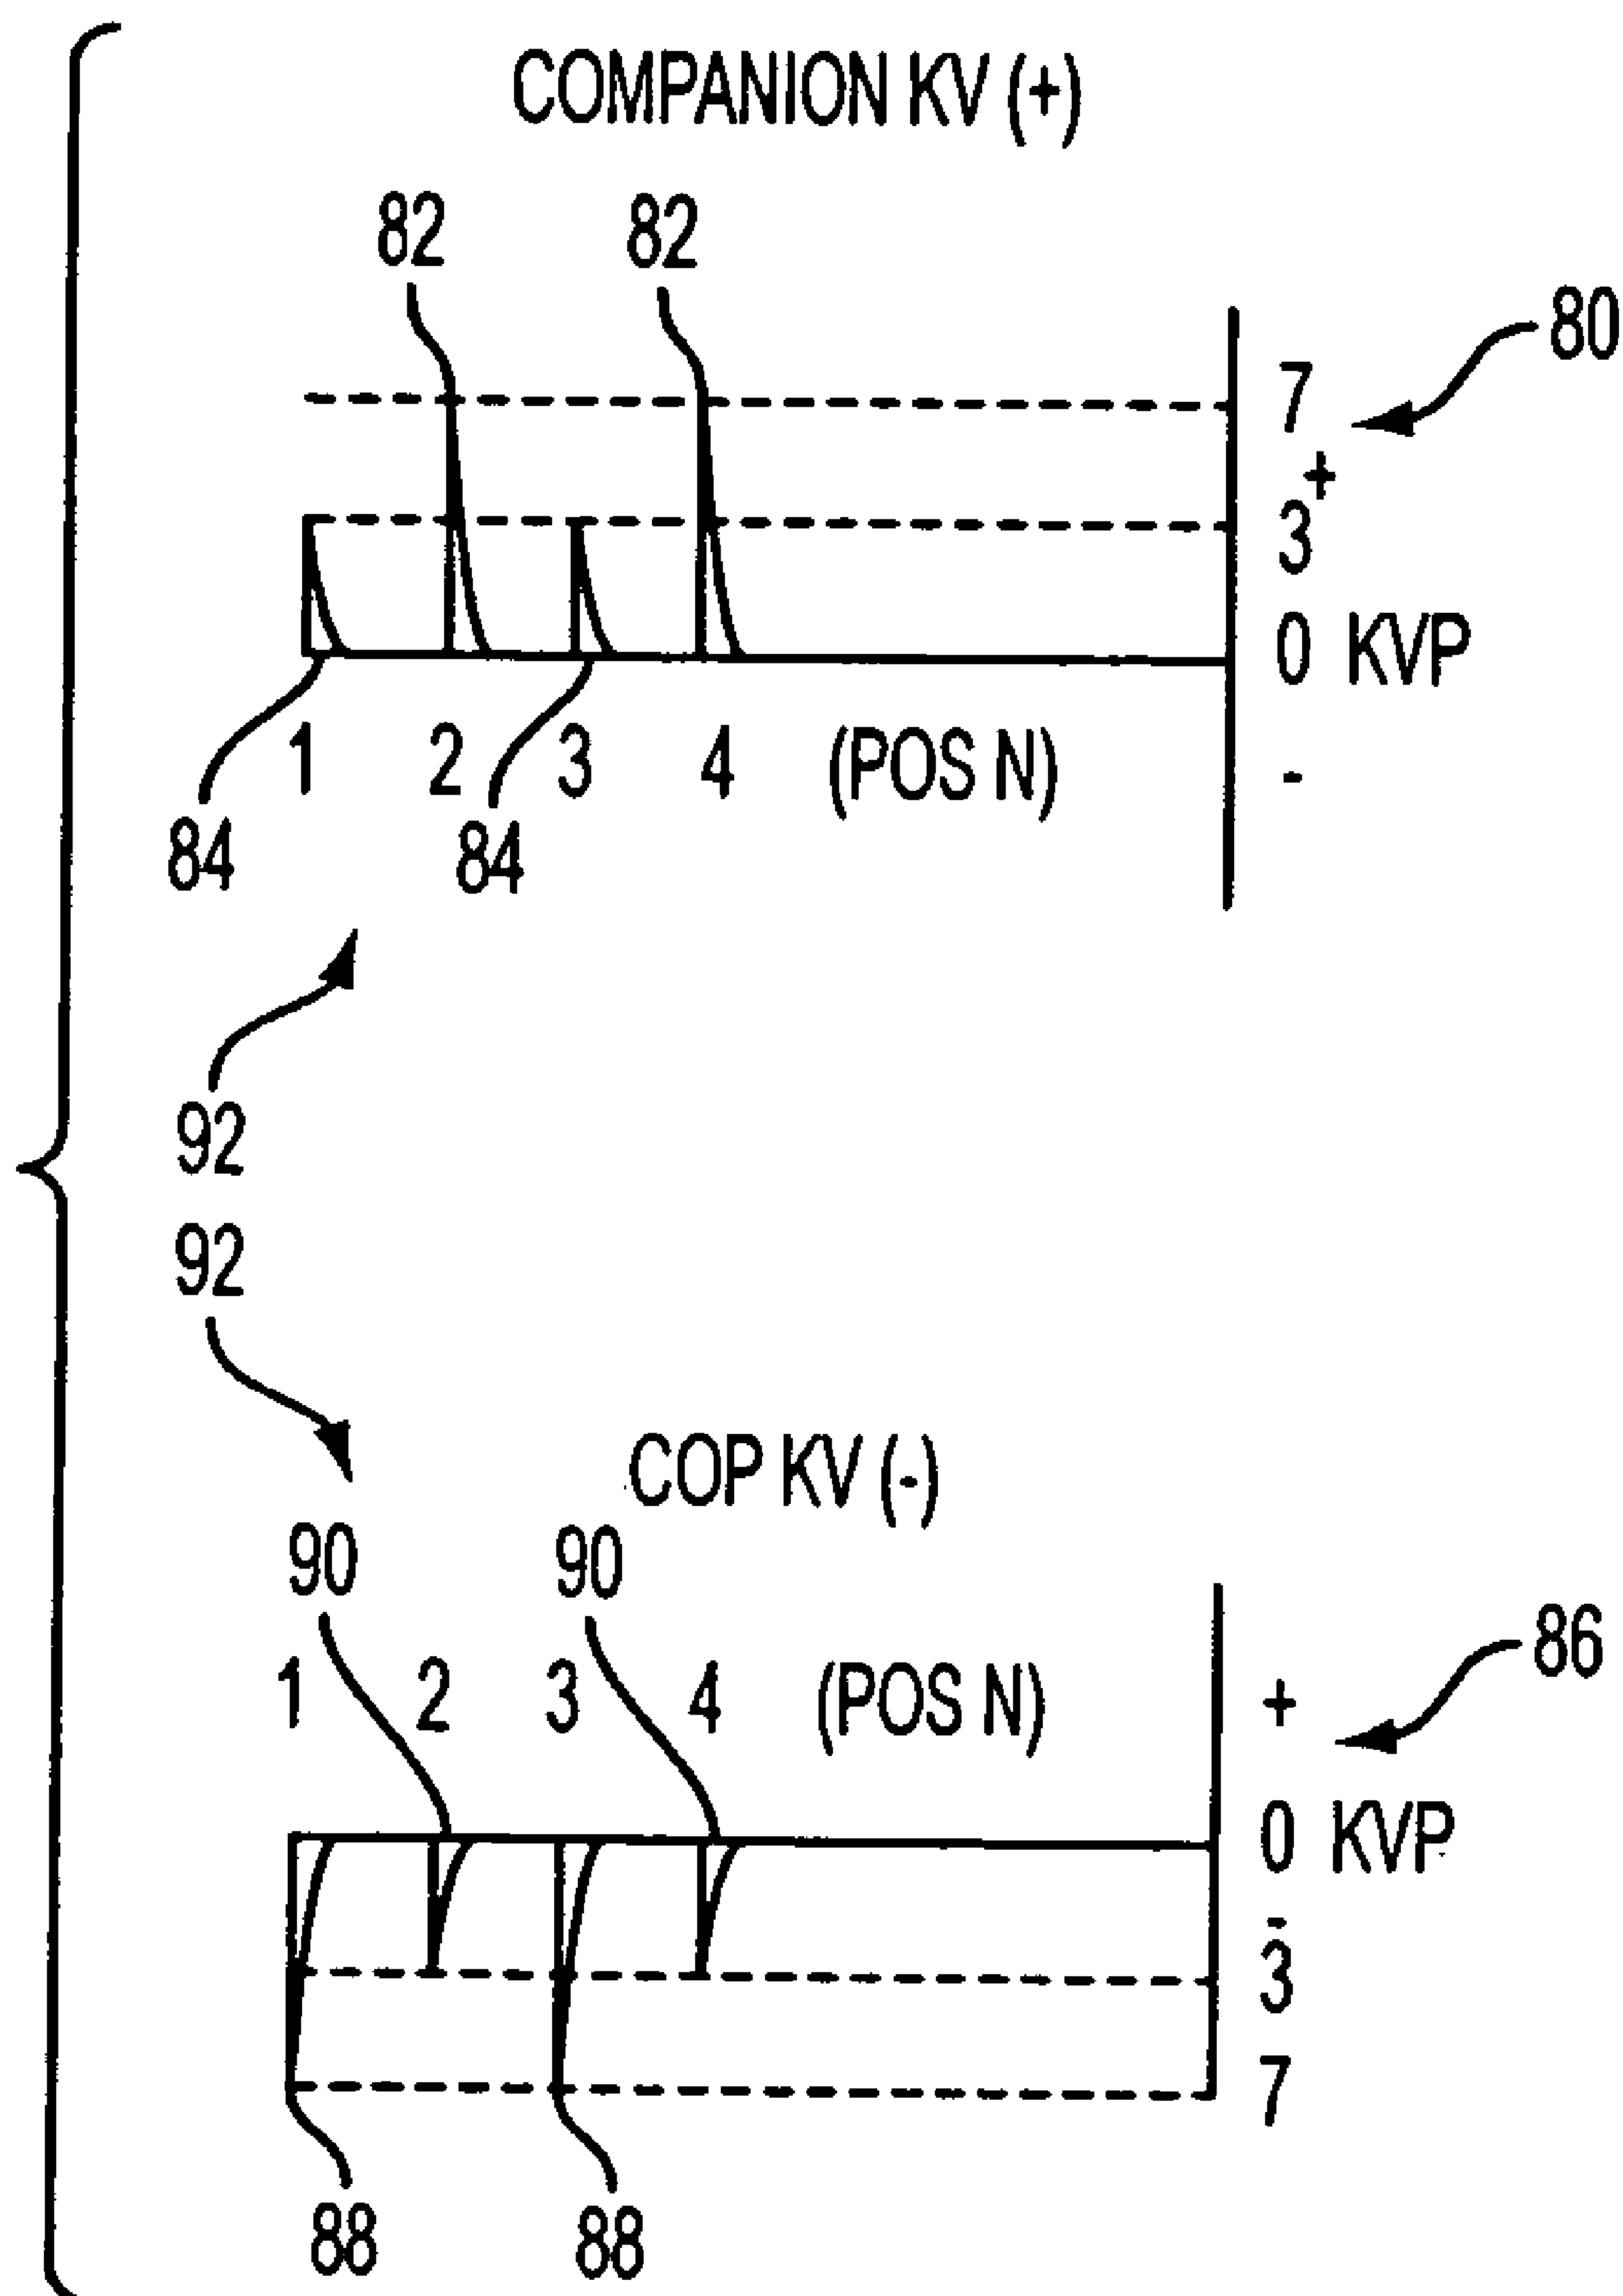 COMPANION KV (+)
82 82
80
7
+
3
0 KVP
1 2 3 4 (POS N) -
84 84
92
92
COP KV (-)
90 90
86
1 2 3 4 (POS N) +
0 KVP
-
3
7
88 88